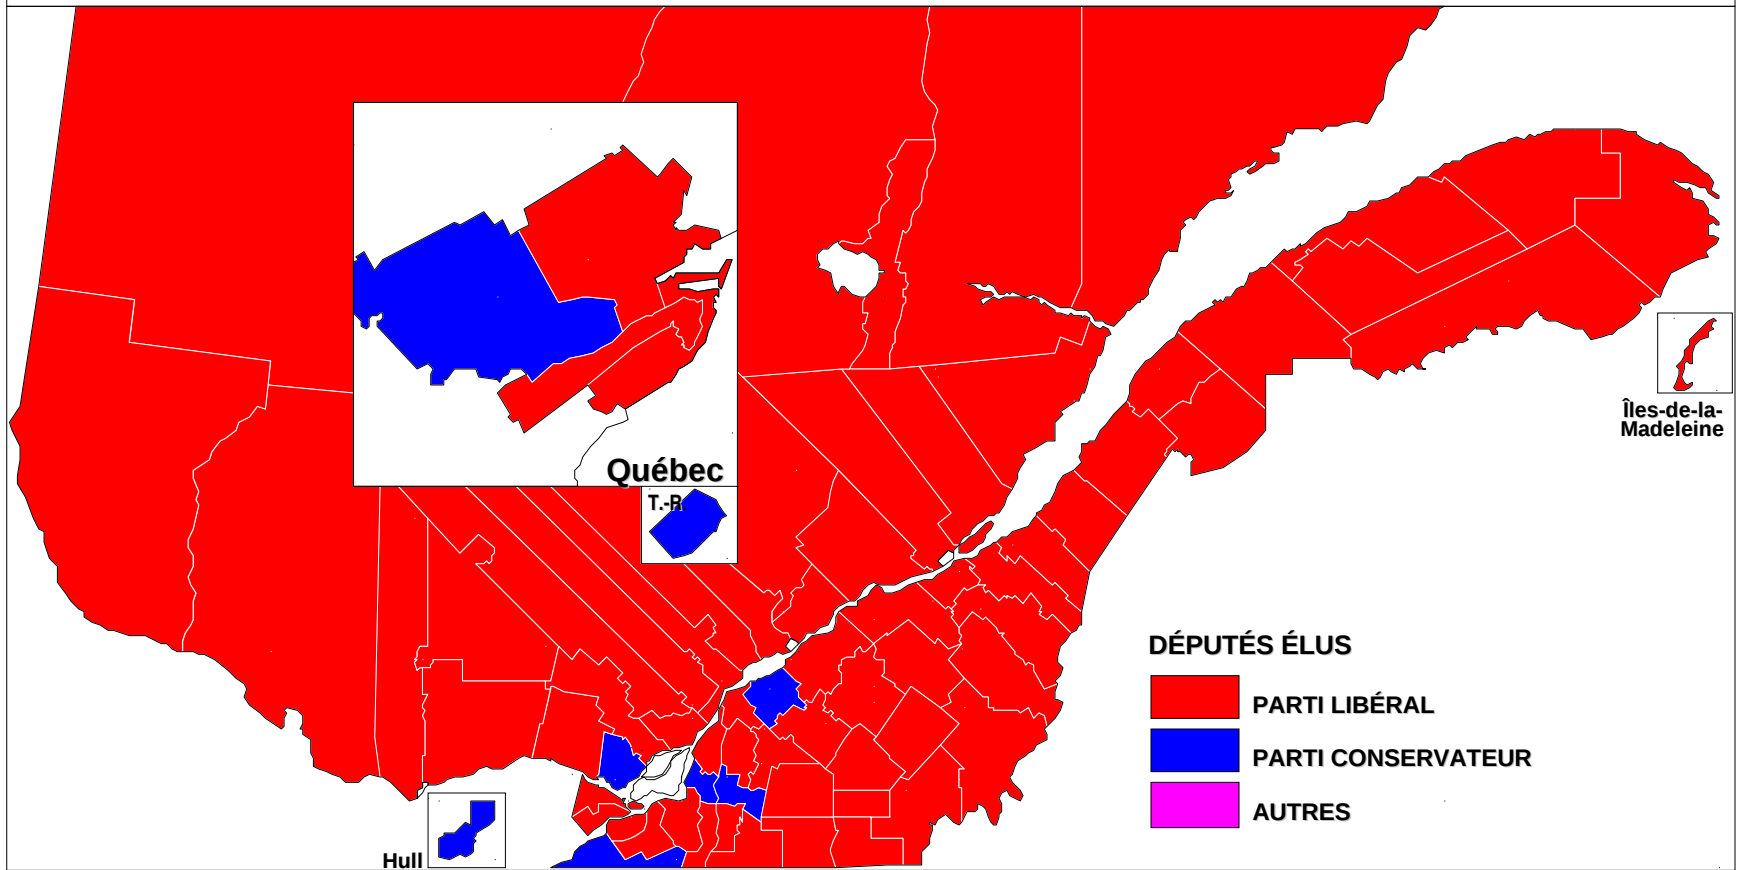 Québec
T.-R.
Îles-de-la-
Madeleine
DÉPUTÉS ÉLUS
PARTI LIBÉRAL
PARTI CONSERVATEUR
AUTRES
Hull